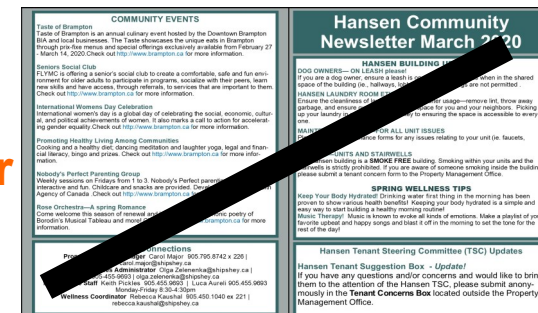 r
COMMUNITY EVENTS
Taste of Brampton
Taste of Brampton is an annual culinary event hosted by the Downtown Brampton
BIA and local businesses. The Taste showcases the unique eats in Brampton
through prix-fixe menus and special offerings exclusively available from February 27
- March 14, 2020.Check out http://www.brampton.ca for more information.
Seniors Social Club
FLYMC is offering a senior's social club to create a comfortable, safe and fun envi-
ronment for older adults to participate in programs, socialize with their peers, learn
new skills and have access, through referrals, to services that are important to them.
Check out http://www.brampton.ca for more information.
International Womens Day Celebration
International women's day is a global day of celebrating the social, economic, cultur-
al, and political achievements of women. It also marks a call to action for accelerat-
ing gender equality.Check out http://www.brampton.ca for more information.
Promoting Healthy Living Among Communities
Cooking and a healthy diet; dancing meditation and laughter yoga, legal and finan-
cial literacy, bingo and prizes. Check out http://www.brampton.ca for more infor-
mation.
Nobody's Perfect Parenting Group
Weekly sessions on Fridays from 1 to 3. Nobody's Perfect
interactive and fun. Childcare and snacks are provided.
Agency of Canada .Check out http://www.brampton.ca
Rose Orchestra—A spring Romance
Come welcome this season of renewal and poetry of
Borodin's Musical Tableau and more! .brampton.ca for more
information.
Connections
Carol Major 905.795.8742 x 226 |
carol.major@shipshey.ca
Administrator Olga Zelenenka@shipshey.ca |
-455-9693 | olga.zelenenka@shipshey.ca
Staff Keith Pickles 905.455.9693 | Luca Aureli 905.455.9693
Monday-Friday 8:30-4:30pm
Wellness Coordinator Rebecca Kaushal 905.450.1040 ex 221 |
rebecca.kaushal@shipshey.ca
Hansen Community
Newsletter March 20
HANSEN BUILDING
DOG OWNERS— ON LEASH please!
If you are a dog owner, ensure a leash is when in the shared
space of the building (ie., hallways, are not permitted .
HANSEN LAUNDRY ROOM
Ensure the cleanliness of usage—remove lint, throw away
garbage, and ensure space for you and your neighbors. Picking
up your laundry in to ensuring the space is accessible to every
one.
FOR ALL UNIT ISSUES
forms for any issues relating to your unit (ie. faucets,
UNITS AND STAIRWELLS
building is a SMOKE FREE building. Smoking within your units and the
is strictly prohibited. If you are aware of someone smoking inside the buildin
please submit a tenant concern form to the Property Management Office.
SPRING WELLNESS TIPS
Keep Your Body Hydrated! Drinking water first thing in the morning has been
proven to show various health benefits! Keeping your body hydrated is a simple and
easy way to start building a healthy morning routine!
Music Therapy! Music is known to evoke all kinds of emotions. Make a playlist of yo
favorite upbeat and happy songs and blast it off in the morning to set the tone for the
rest of the day!
Hansen Tenant Steering Committee (TSC) Updates
Hansen Tenant Suggestion Box - Update!
If you have any questions and/or concerns and would like to brin
them to the attention of the Hansen TSC, please submit anony-
mously in the Tenant Concerns Box located outside the Property
Management Office.